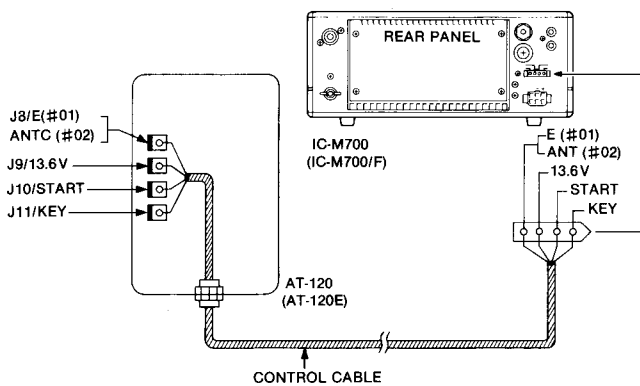 REAR PANEL
J8/E(#01)
ANTC (#02)
J9/13.6V
J10/START
J11/KEY
IC-M700
(IC-M700/F)
E (#01)
ANT (#02)
13.6V
START
KEY
AT-120
(AT-120E)
CONTROL CABLE